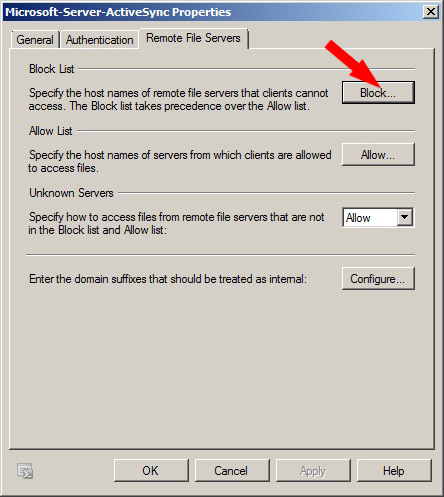 Microsoft-Server-ActiveSync Properties
General Authentication Remote File Servers
Block List
Specify the host names of remote file servers that clients cannot
access. The Block list takes precedence over the Allow list.
Block...
Allow List
Specify the host names of servers from which clients are allowed
to access files.
Allow...
Unknown Servers
Specify how to access files from remote file servers that are not
in the Block list and Allow list:
Allow
Enter the domain suffixes that should be treated as internal:
Configure...
OK Cancel Apply Help